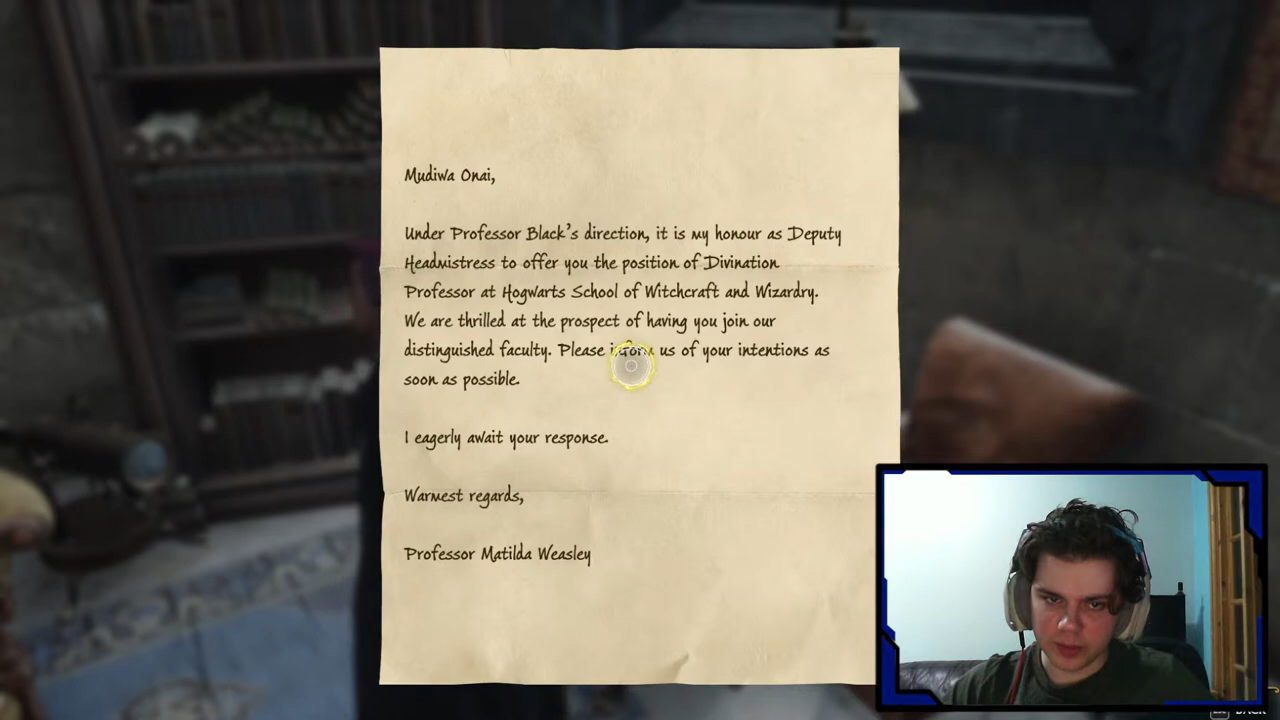 Mudiwa Onai,
Under Professor Black's direction, it is my honour as Deputy
Headmistress to offer you the position of Divination
Professor at Hogwarts School of Witchcraft and Wizardry.
We are thrilled at the prospect of having you join our
distinguished faculty. Please inform us of your intentions as
soon as possible.
I eagerly await your response.
Warmest regards,
Professor Matilda Weasley